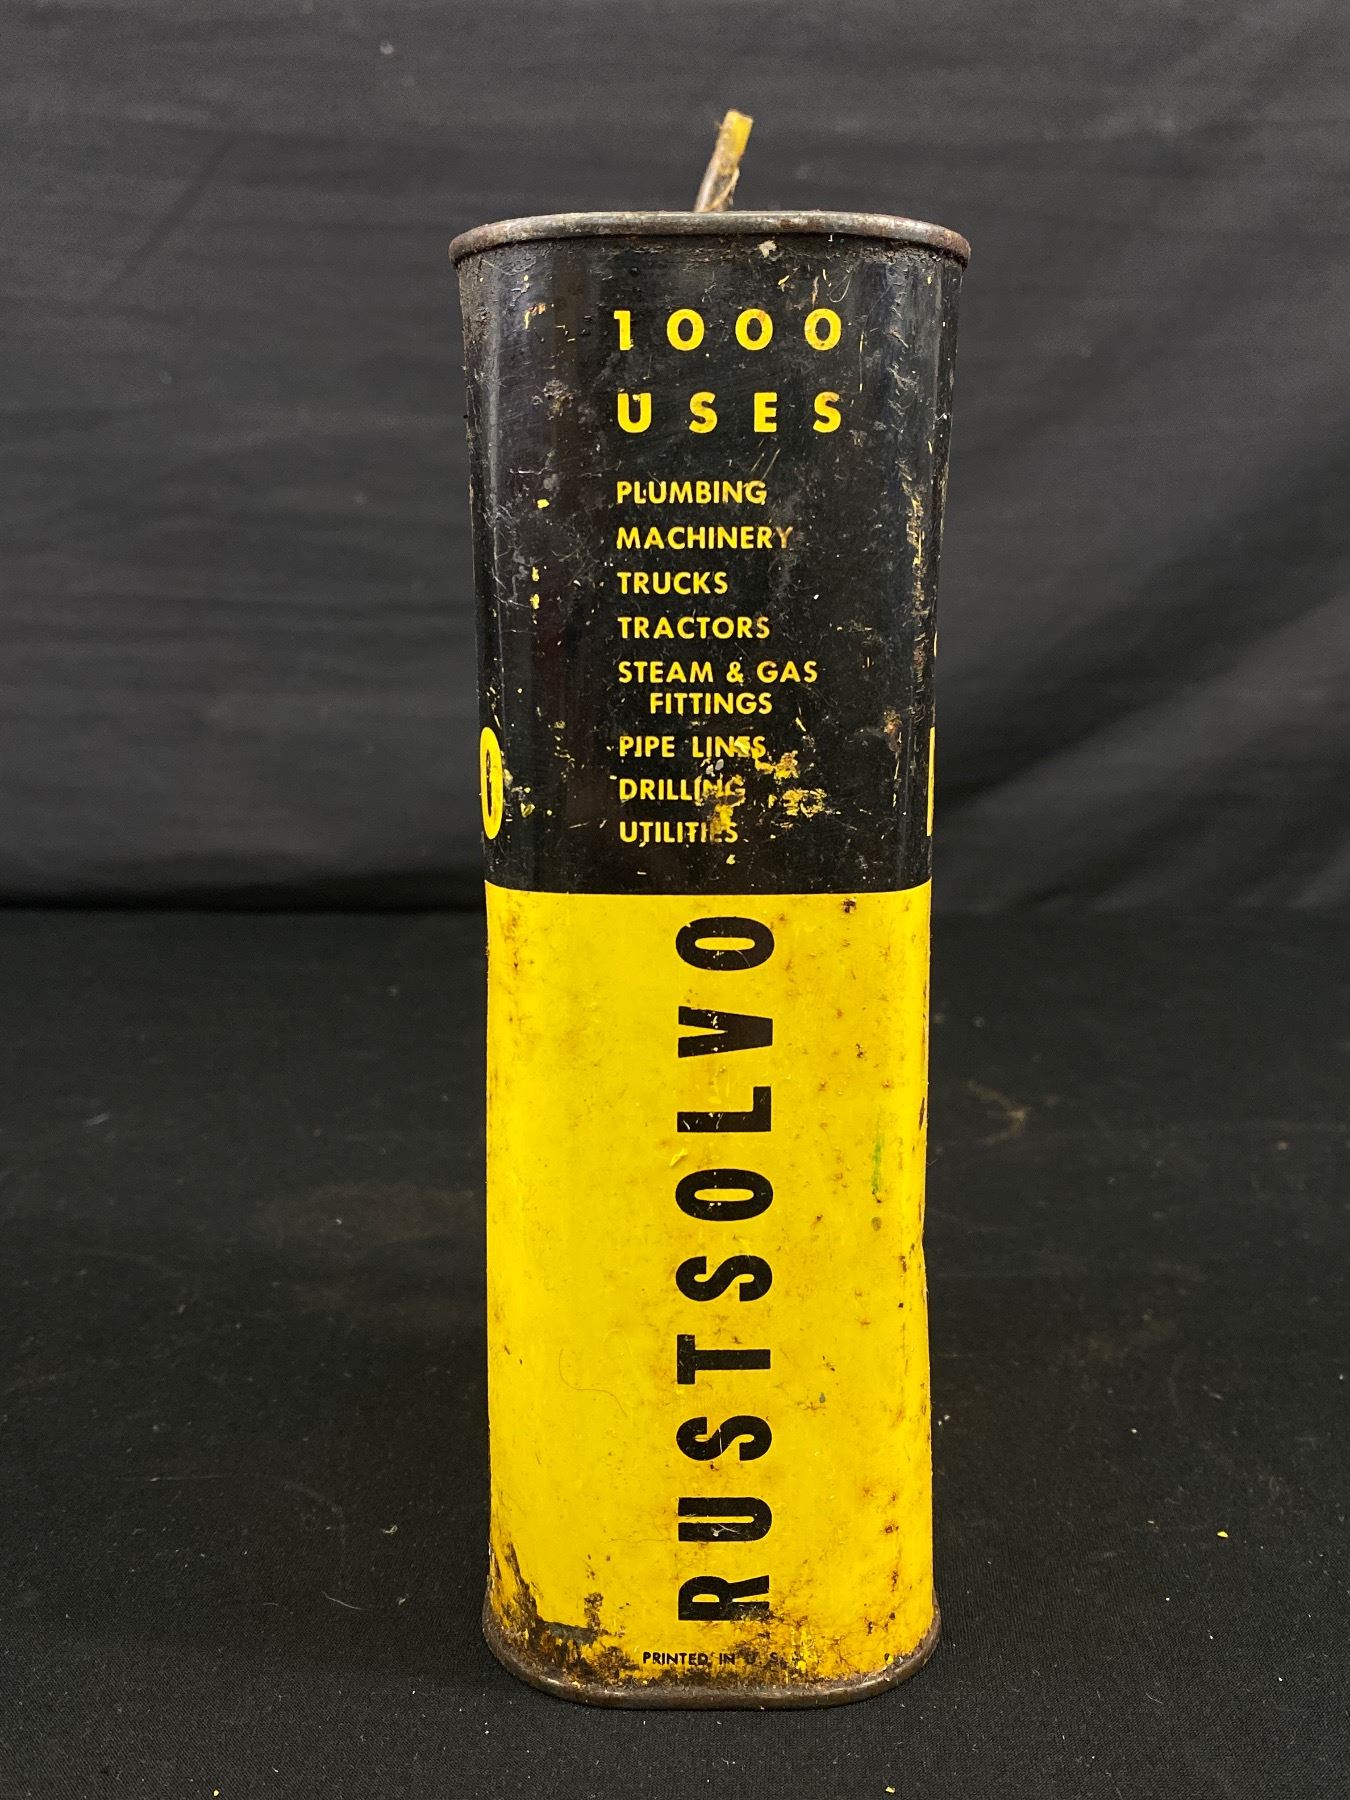 1000
USES
PLUMBING
MACHINERY
TRUCKS
TRACTORS
STEAM & GAS
FITTINGS
PIPE LINES
DRILLING
UTILITIES
RUSTSOLVO
PRINTED IN U.S.